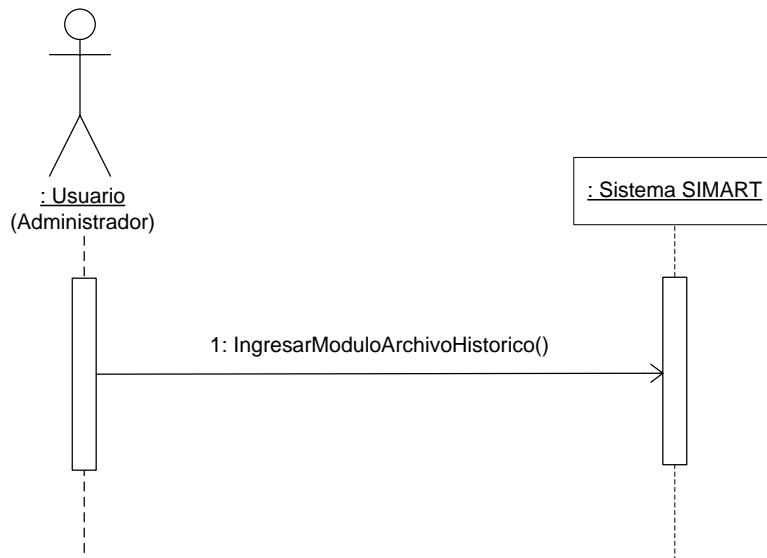 : Usuario
(Administrador)
: Sistema SIMART
1: IngresarModuloArchivoHistorico()